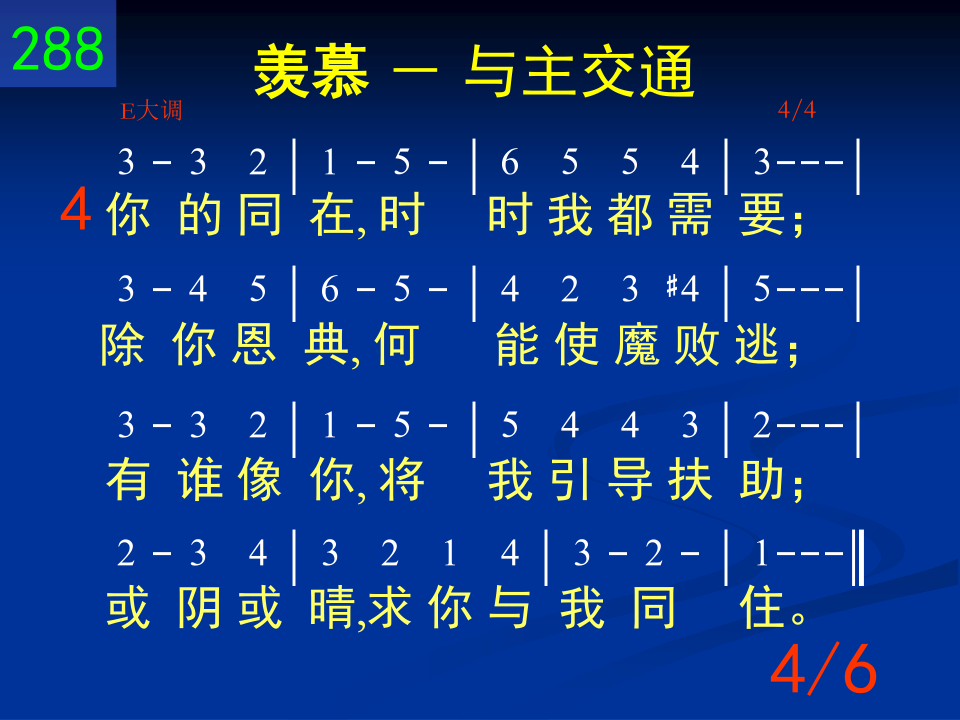 288
羡慕 － 与主交通
E大调 4/4
3 - 3 2 | 1 - 5 - | 6 5 5 4 | 3--- |
4 你 的 同 在, 时 时 我 都 需 要；
3 - 4 5 | 6 - 5 - | 4 2 3 #4 | 5--- |
除 你 恩 典, 何 能 使 魔 败 逃；
3 - 3 2 | 1 - 5 - | 5 4 4 3 | 2--- |
有 谁 像 你, 将 我 引 导 扶 助；
2 - 3 4 | 3 2 1 4 | 3 - 2 - | 1--- ‖
或 阴 或 晴,求 你 与 我 同 住。
4/6